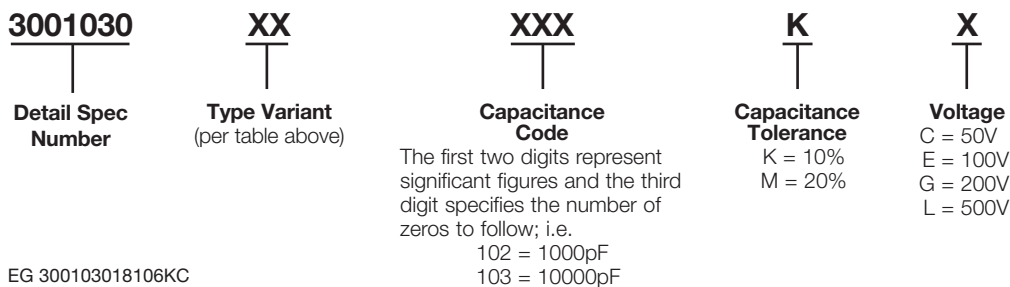 3001030 XX XXX K X
Detail Spec
Number
Type Variant
(per table above)
Capacitance
Code
The first two digits represent
significant figures and the third
digit specifies the number of
zeros to follow; i.e.
102 = 1000pF
103 = 10000pF
Capacitance
Tolerance
K = 10%
M = 20%
Voltage
C = 50V
E = 100V
G = 200V
L = 500V
EG 300103018106KC